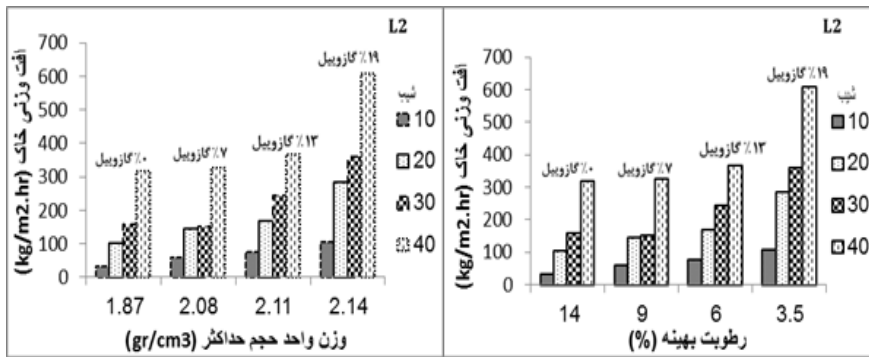 L2
افت وزنی خاک (kg/m2.hr)
700
600
500
400
300
200
100
0
۰٪ گازوییل
۷٪ گازوییل
۱۳٪ گازوییل
۱۹٪ گازوییل
شیب
10
20
30
40
1.87 2.08 2.11 2.14
وزن واحد حجم حداکثر (gr/cm3)
L2
افت وزنی خاک (kg/m2.hr)
700
600
500
400
300
200
100
0
۰٪ گازوییل
۷٪ گازوییل
۱۳٪ گازوییل
۱۹٪ گازوییل
شیب
10
20
30
40
14 9 6 3.5
رطوبت بهینه (%)